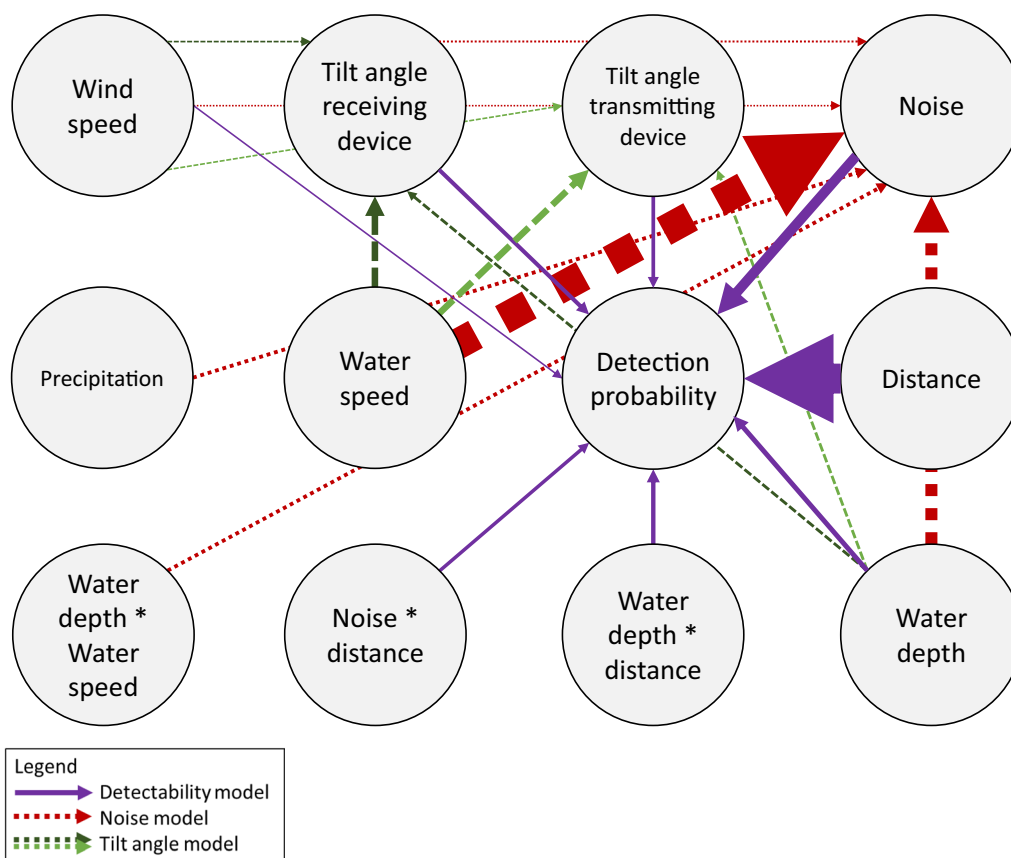 Wind
speed
Tilt angle
receiving
device
Tilt angle
transmitting
device
Noise
Precipitation
Water
speed
Detection
probability
Distance
Water
depth *
Water
speed
Noise *
distance
Water
depth *
distance
Water
depth
Legend
Detectability model
Noise model
Tilt angle model